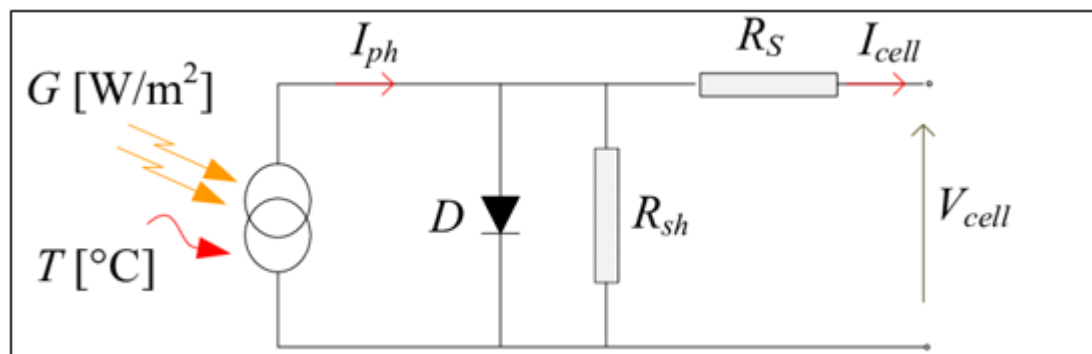 I_ph
R_S
I_cell
G [W/m²]
D
R_sh
V_cell
T [°C]